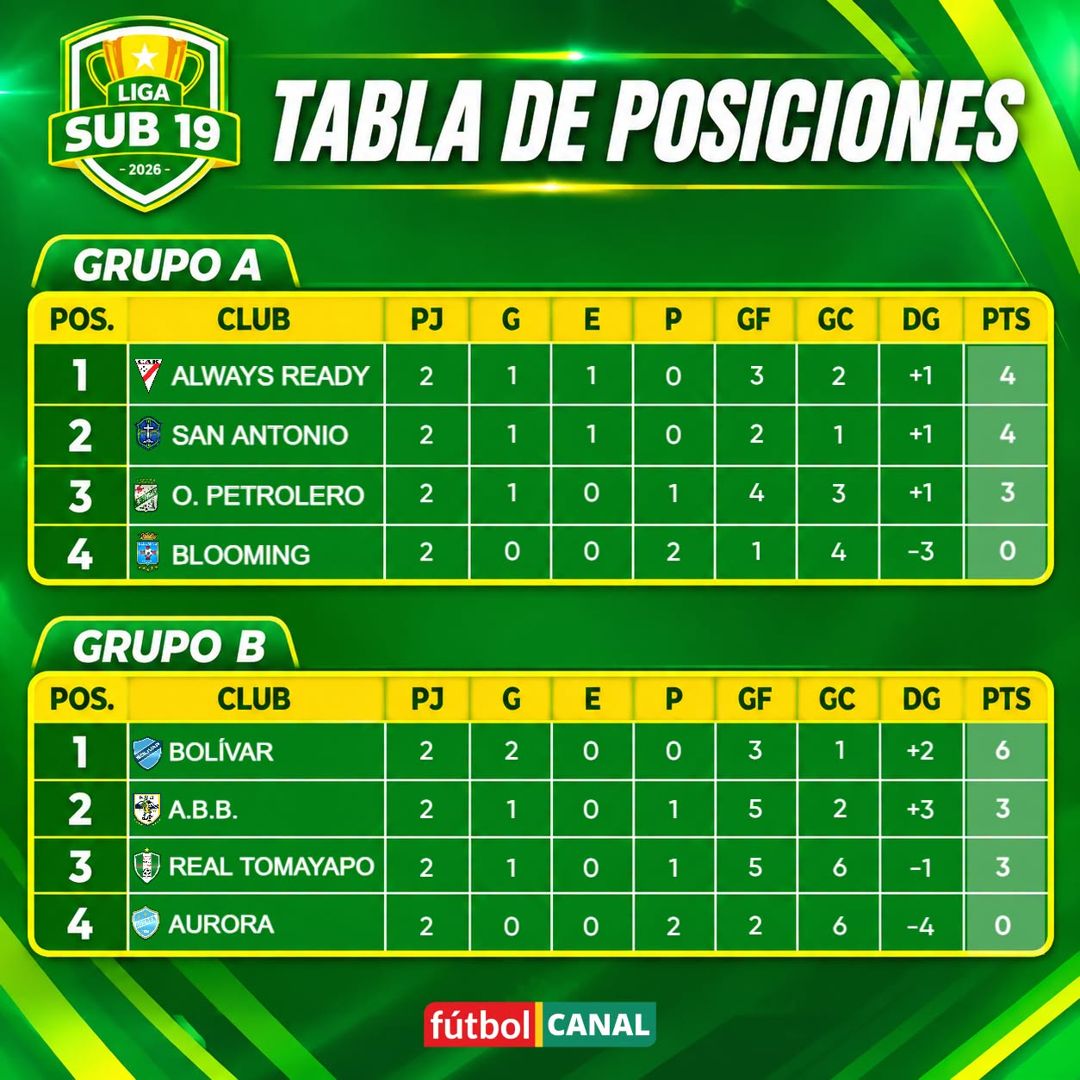 LIGA
SUB 19
- 2026 -
TABLA DE POSICIONES
GRUPO A
POS. CLUB PJ G E P GF GC DG PTS
1 ALWAYS READY 2 1 1 0 3 2 +1 4
2 SAN ANTONIO 2 1 1 0 2 1 +1 4
3 O. PETROLERO 2 1 0 1 4 3 +1 3
4 BLOOMING 2 0 0 2 1 4 -3 0
GRUPO B
POS. CLUB PJ G E P GF GC DG PTS
1 BOLÍVAR 2 2 0 0 3 1 +2 6
2 A.B.B. 2 1 0 1 5 2 +3 3
3 REAL TOMAYAPO 2 1 0 1 5 6 -1 3
4 AURORA 2 0 0 2 2 6 -4 0
fútbol CANAL